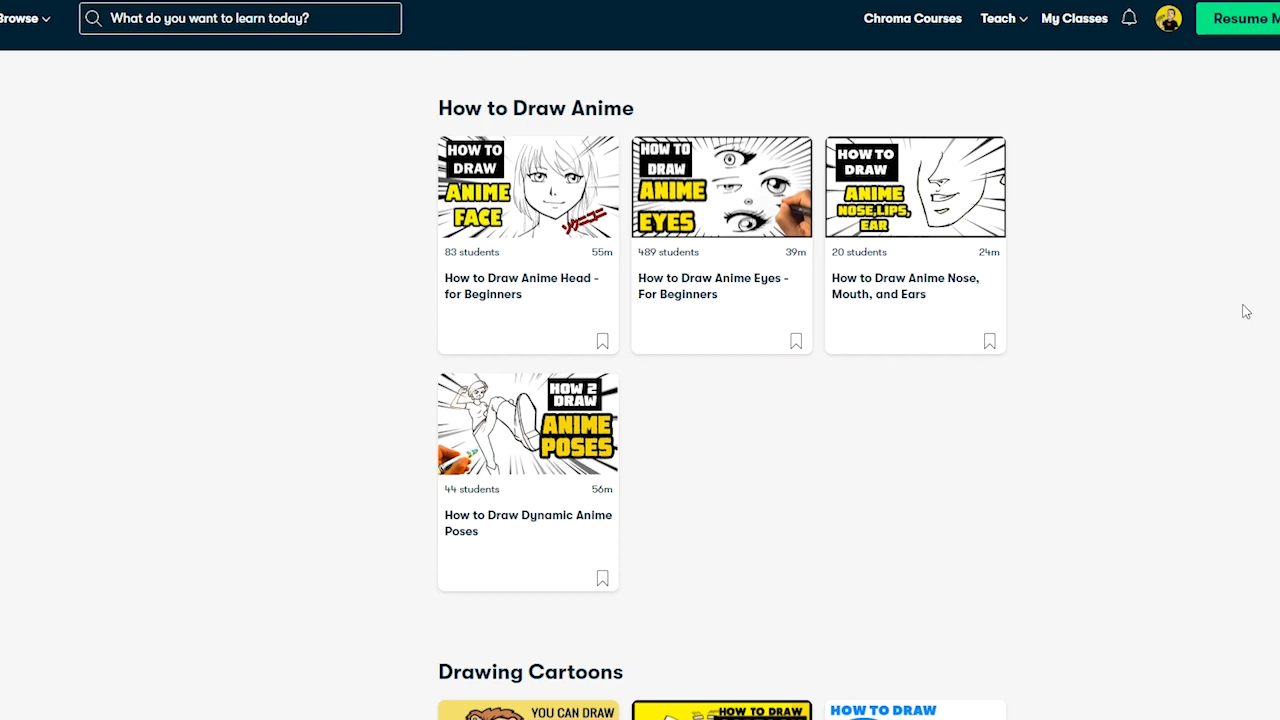 Browse
What do you want to learn today?
Chroma Courses
Teach
My Classes
Resume M
How to Draw Anime
HOW TO
DRAW
ANIME
FACE
83 students
55m
How to Draw Anime Head -
for Beginners
HOW TO
DRAW
ANIME
EYES
489 students
39m
How to Draw Anime Eyes -
For Beginners
HOW TO
DRAW
ANIME
NOSE,LIPS,
EAR
20 students
24m
How to Draw Anime Nose,
Mouth, and Ears
HOW 2
DRAW
ANIME
POSES
44 students
56m
How to Draw Dynamic Anime
Poses
Drawing Cartoons
YOU CAN DRAW
HOW TO DRAW
HOW TO DRAW